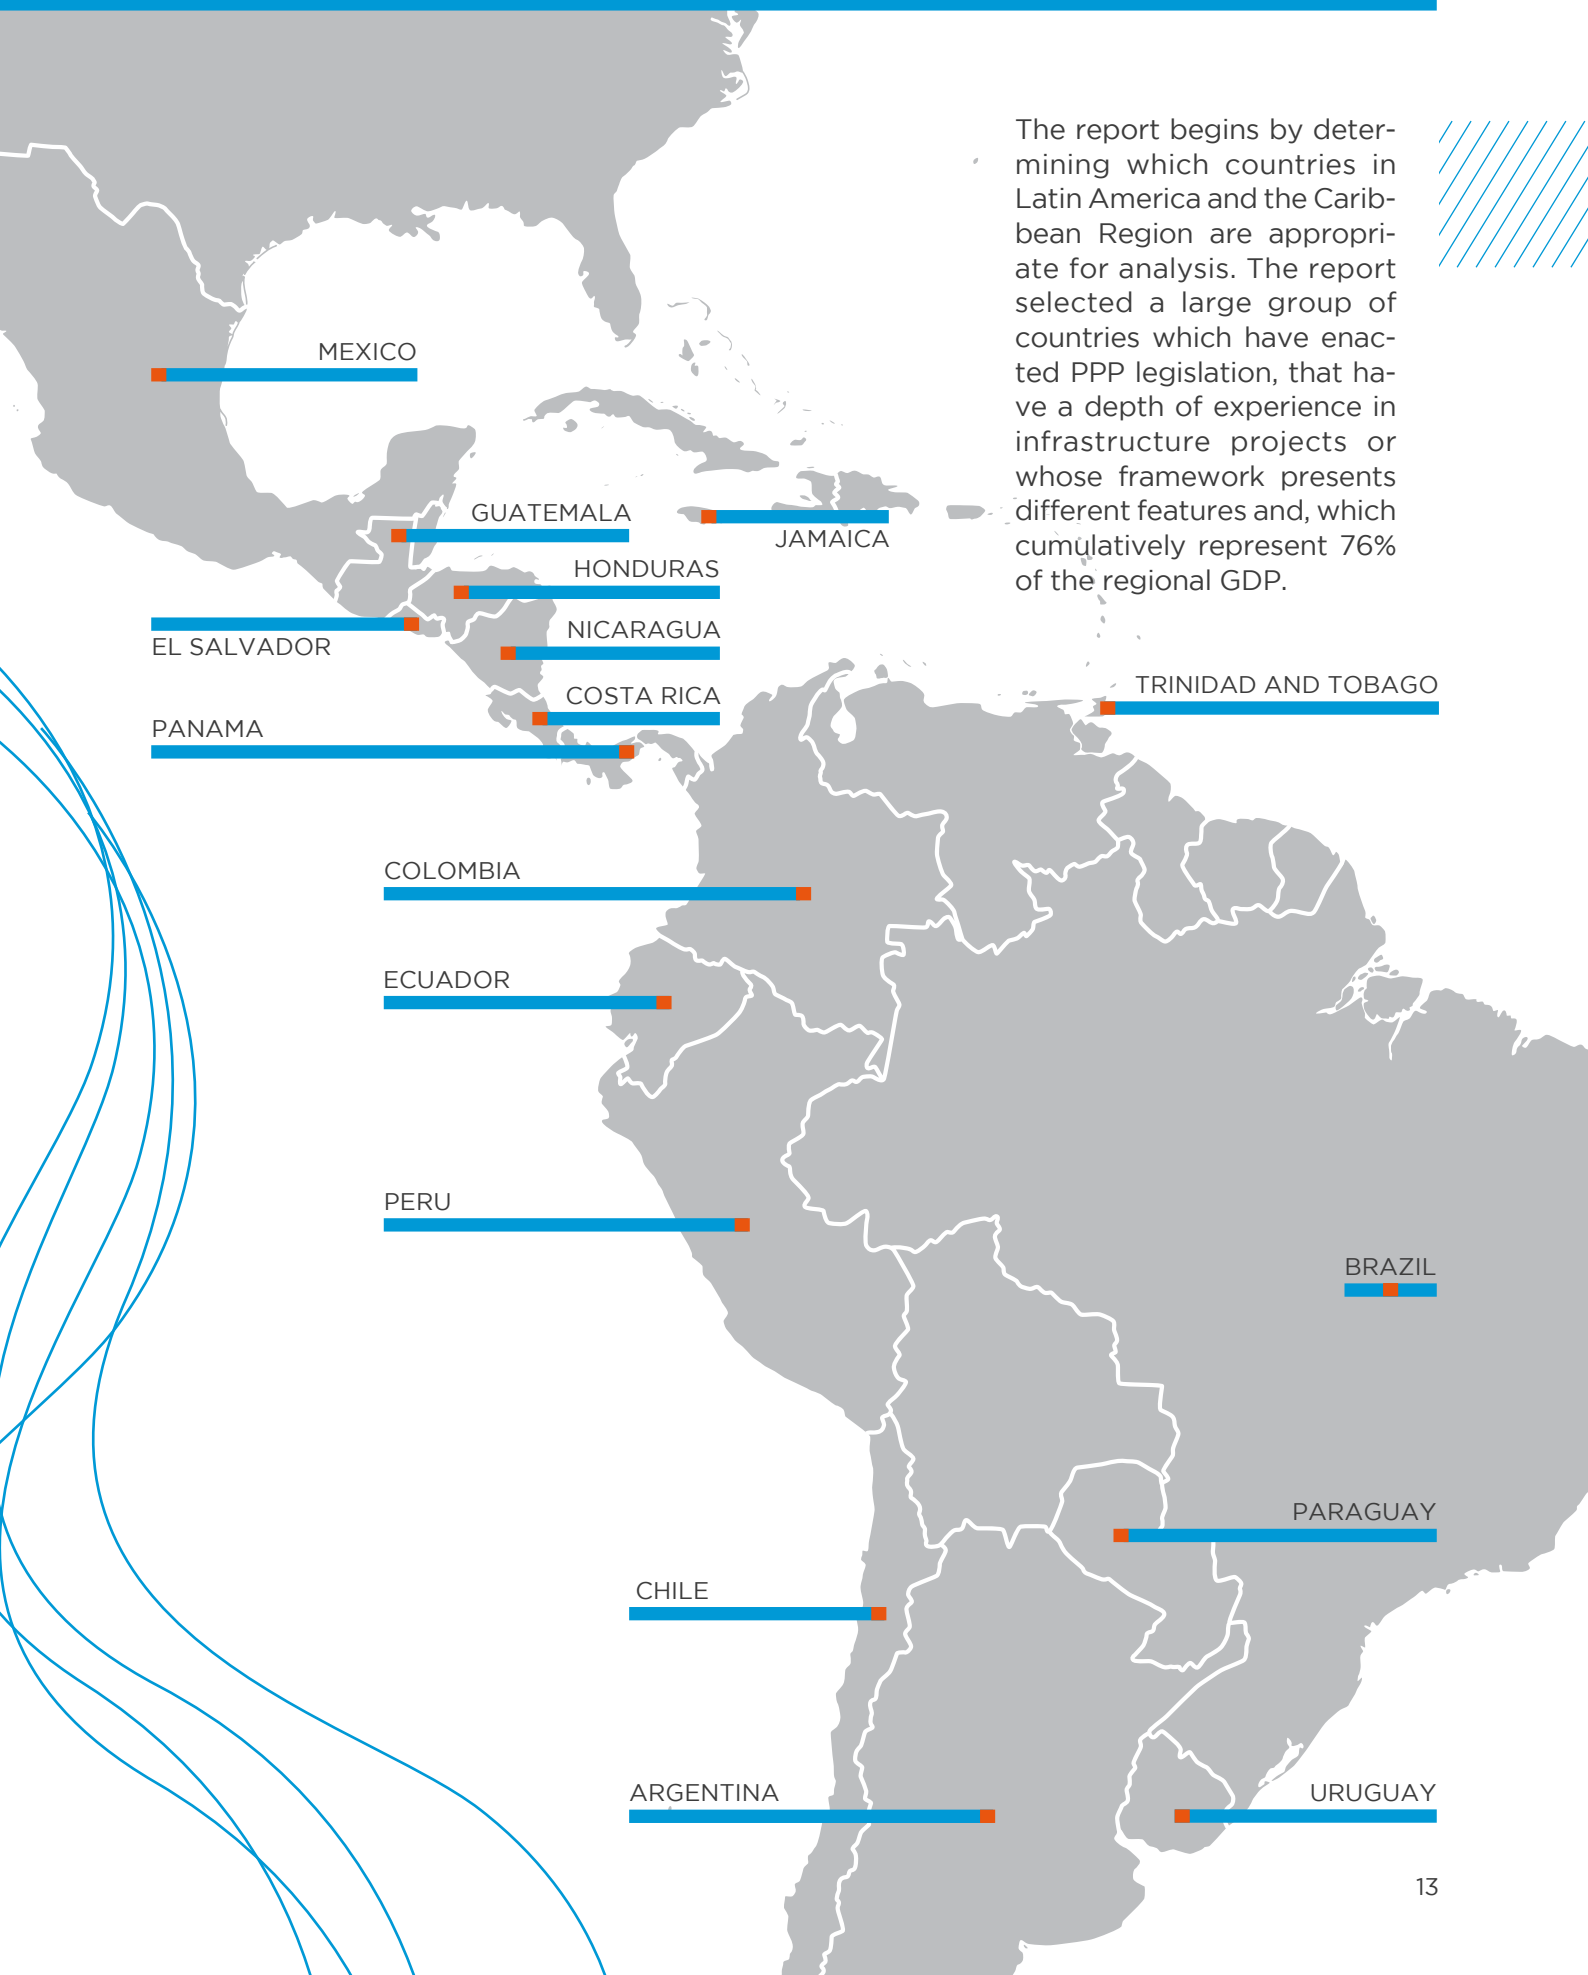 The report begins by deter-
mining which countries in
Latin America and the Carib-
bean Region are appropri-
ate for analysis. The report
selected a large group of
countries which have enac-
ted PPP legislation, that ha-
ve a depth of experience in
infrastructure projects or
whose framework presents
different features and, which
cumulatively represent 76%
of the regional GDP.
MEXICO
GUATEMALA
JAMAICA
HONDURAS
EL SALVADOR
NICARAGUA
COSTA RICA
TRINIDAD AND TOBAGO
PANAMA
COLOMBIA
ECUADOR
PERU
BRAZIL
PARAGUAY
CHILE
ARGENTINA
URUGUAY
13